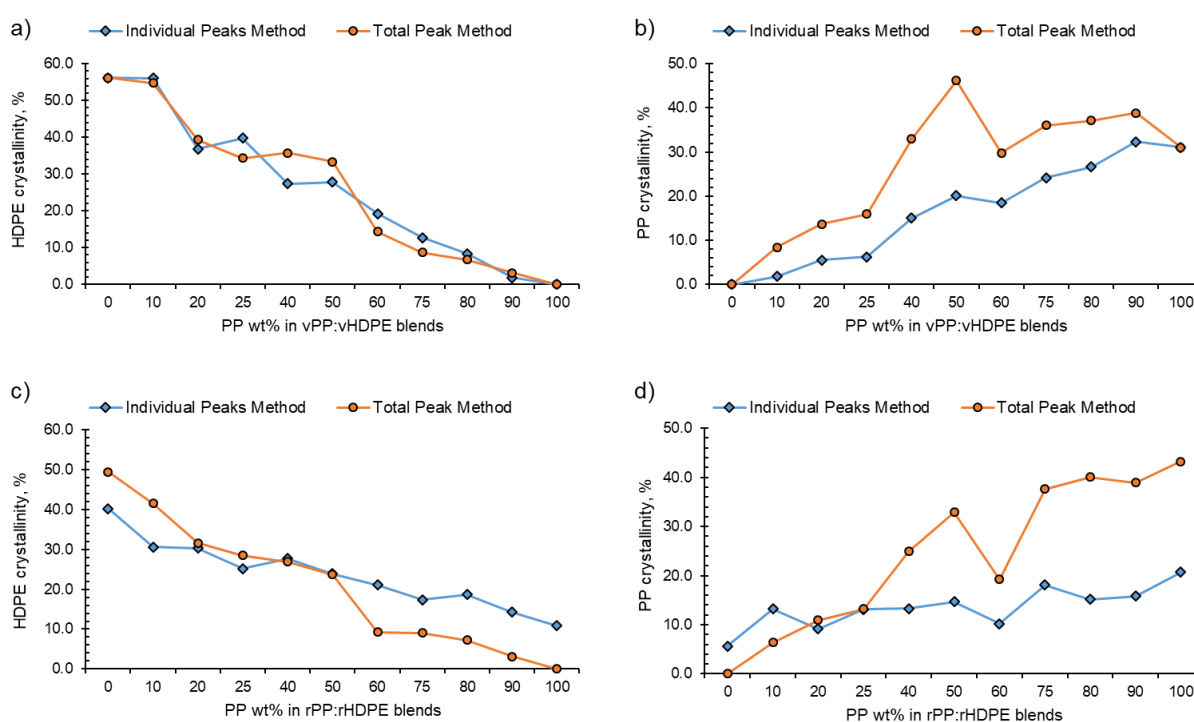 a)
Individual Peaks Method
Total Peak Method
HDPE crystallinity, %
60.0
50.0
40.0
30.0
20.0
10.0
0.0
0 10 20 25 40 50 60 75 80 90 100
PP wt% in vPP:vHDPE blends
b)
Individual Peaks Method
Total Peak Method
PP crystallinity, %
50.0
40.0
30.0
20.0
10.0
0.0
0 10 20 25 40 50 60 75 80 90 100
PP wt% in vPP:vHDPE blends
c)
Individual Peaks Method
Total Peak Method
HDPE crystallinity, %
60.0
50.0
40.0
30.0
20.0
10.0
0.0
0 10 20 25 40 50 60 75 80 90 100
PP wt% in rPP:rHDPE blends
d)
Individual Peaks Method
Total Peak Method
PP crystallinity, %
50.0
40.0
30.0
20.0
10.0
0.0
0 10 20 25 40 50 60 75 80 90 100
PP wt% in rPP:rHDPE blends